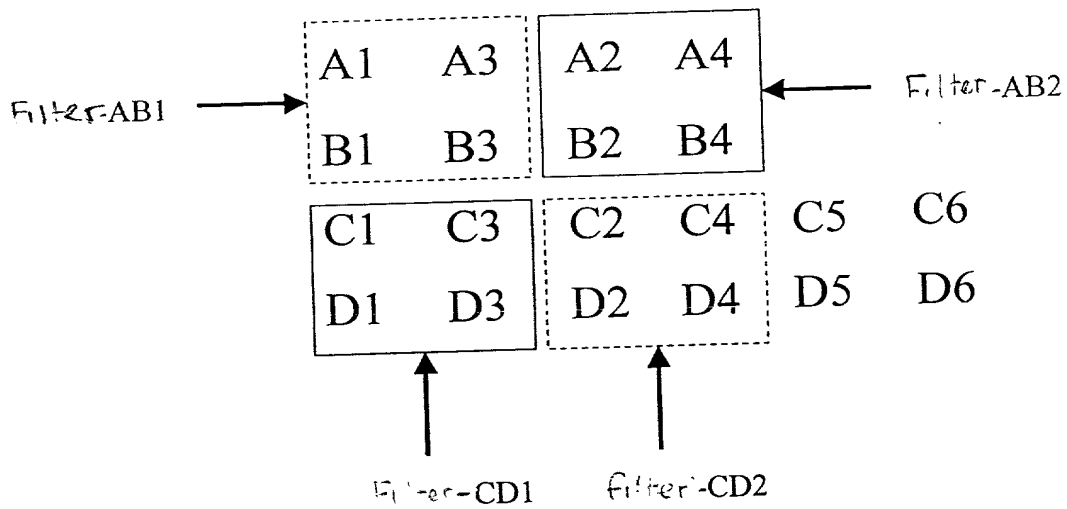 A1 A3 A2 A4
Filter-AB1
Filter-AB2
B1 B3 B2 B4
C1 C3 C2 C4 C5 C6
D1 D3 D2 D4 D5 D6
Filter-CD1 Filter-CD2